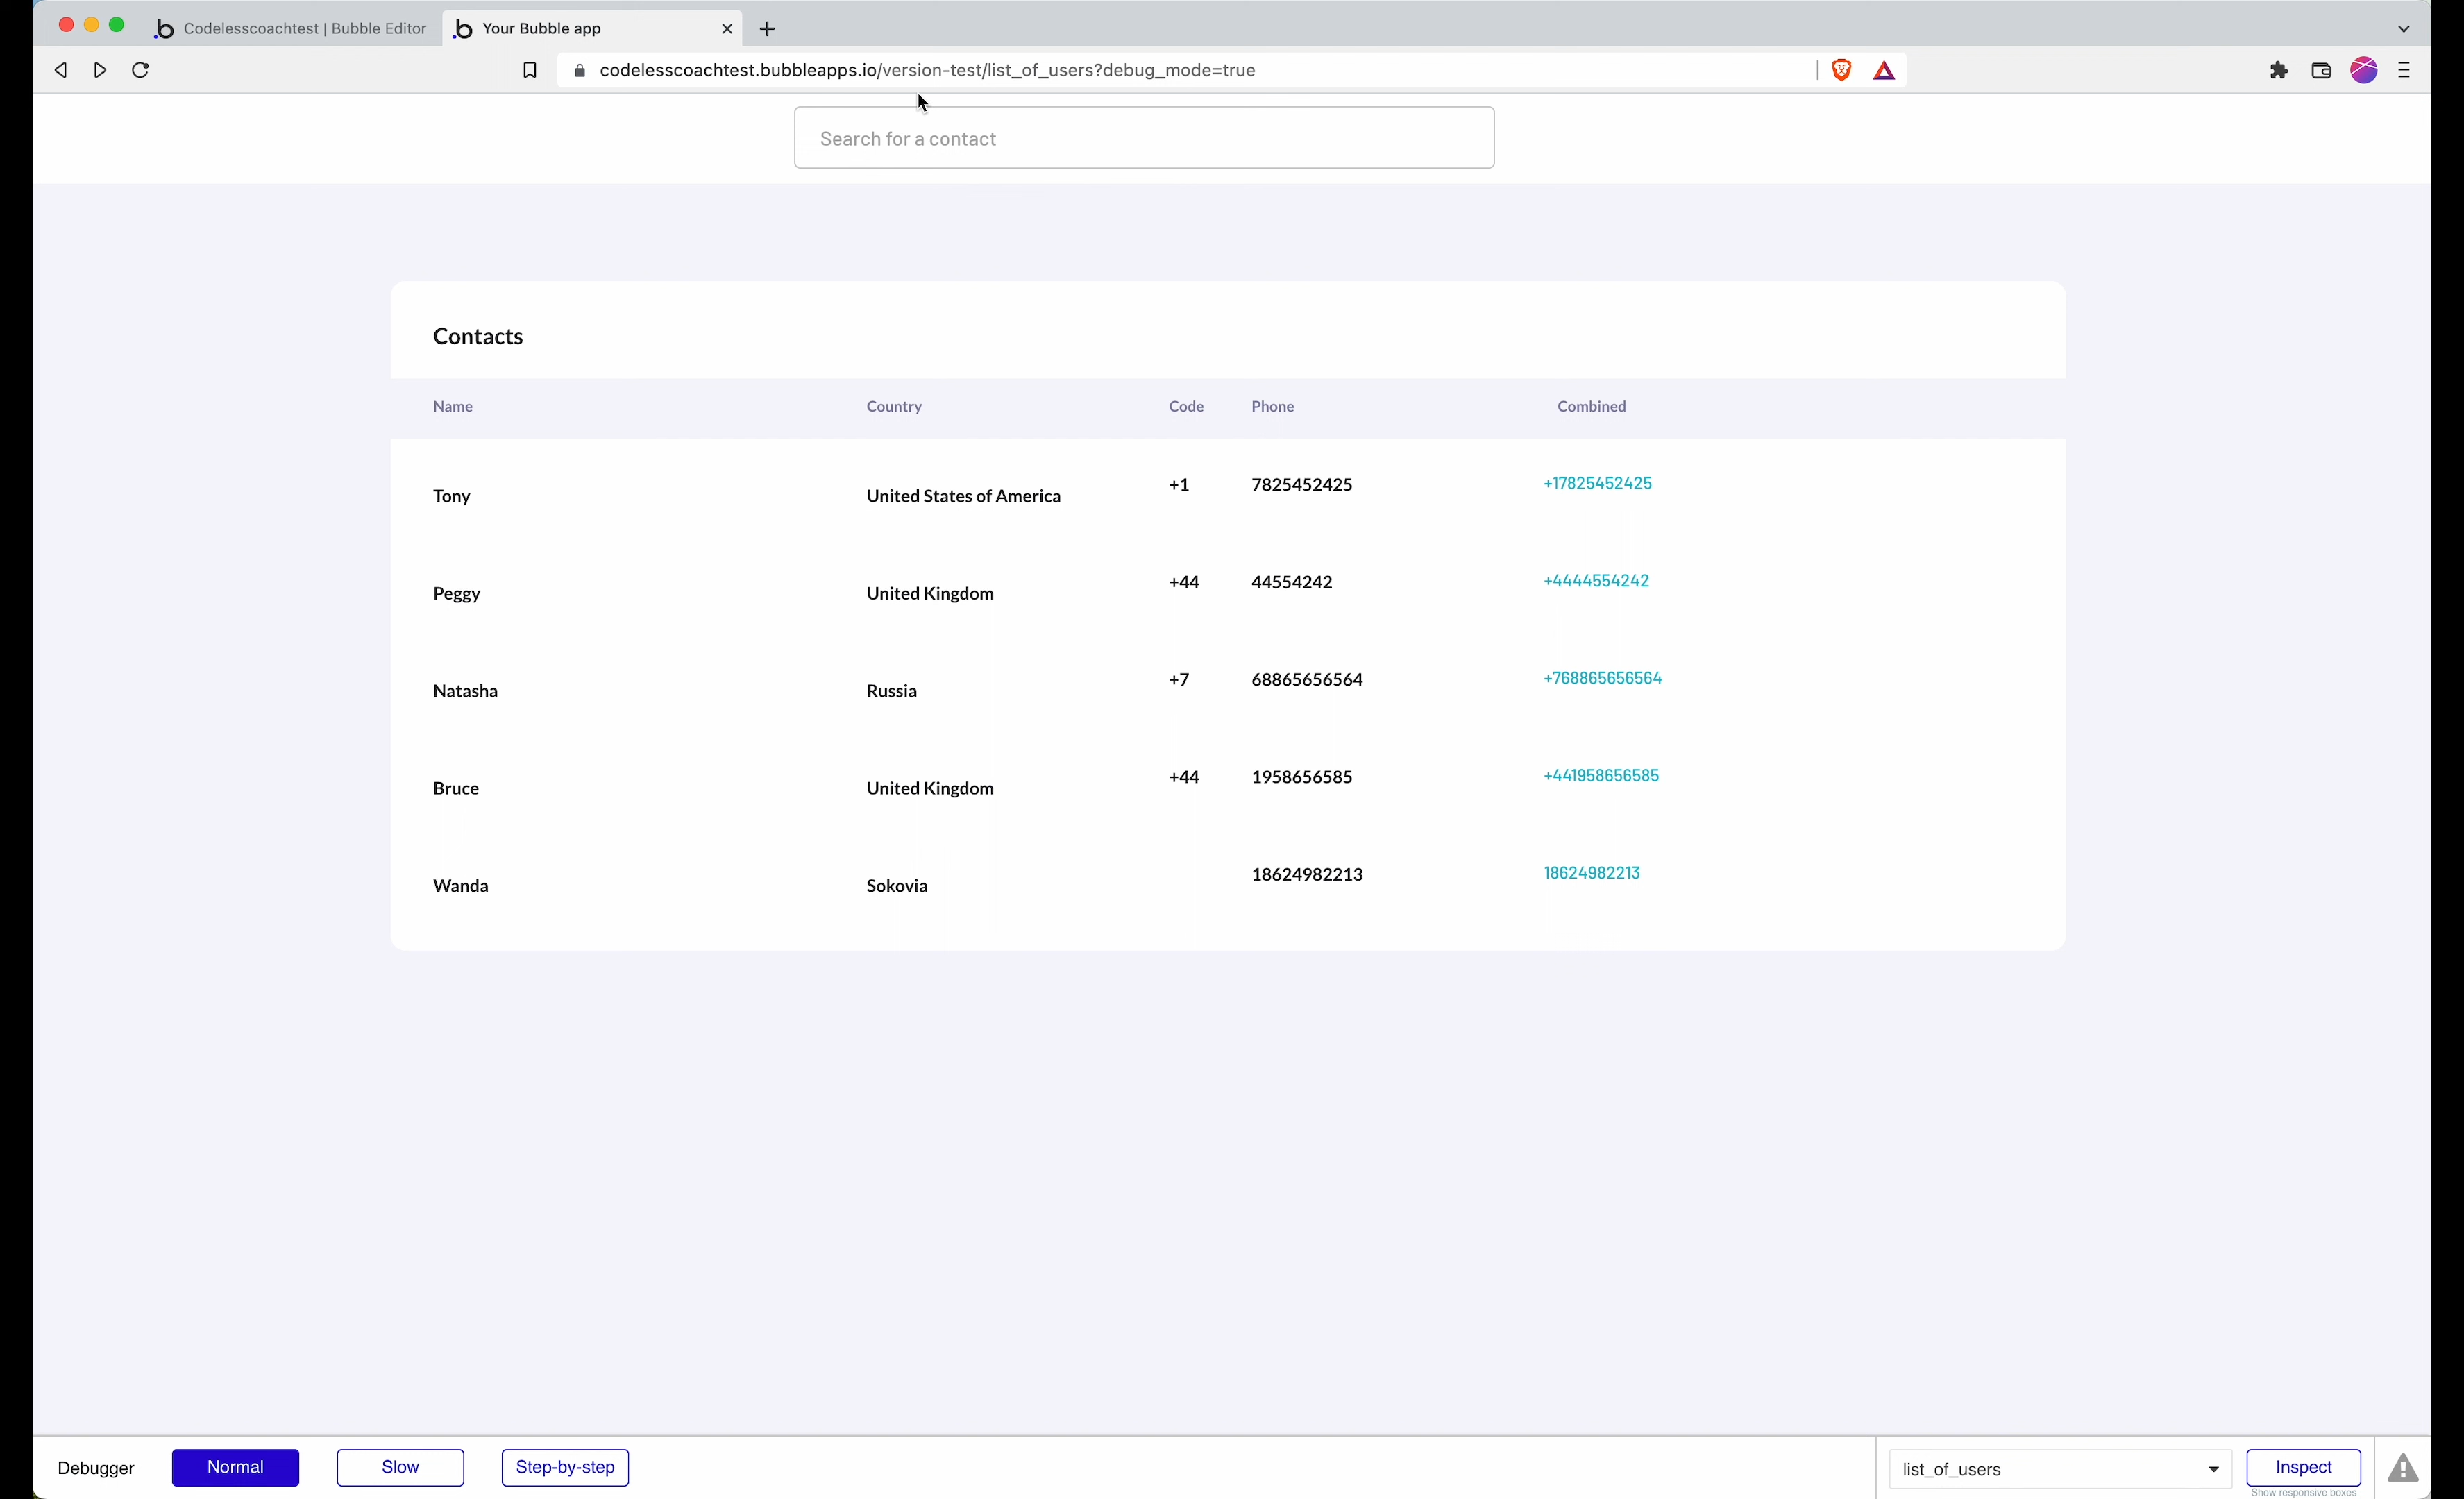 Codelesscoachtest | Bubble Editor
Your Bubble app
codelesscoachtest.bubbleapps.io/version-test/list_of_users?debug_mode=true
Search for a contact
Contacts
Name Country Code Phone Combined
Tony United States of America +1 7825452425 +17825452425
Peggy United Kingdom +44 44554242 +4444554242
Natasha Russia +7 68865656564 +768865656564
Bruce United Kingdom +44 1958656585 +441958656585
Wanda Sokovia 18624982213 18624982213
Debugger Normal Slow Step-by-step list_of_users Inspect
Show responsive boxes